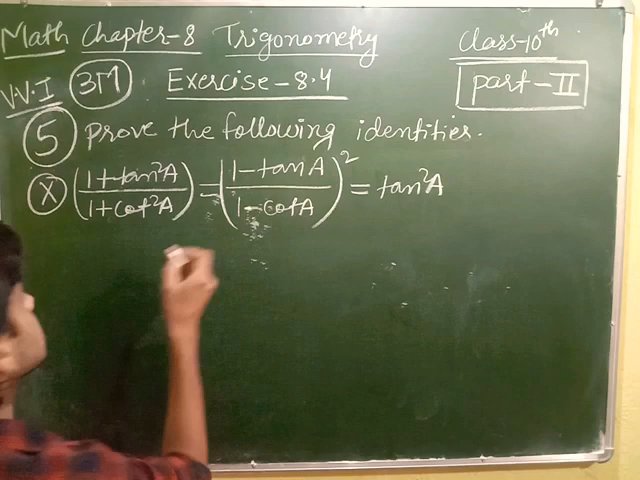 Math Chapter-8 Trigonometry Class-10th
V.V.I 3M Exercise-8.4 part-II
5 prove the following identities.
X (1+tan²A/1+cot²A) = (1-tanA/1-cotA)² = tan²A